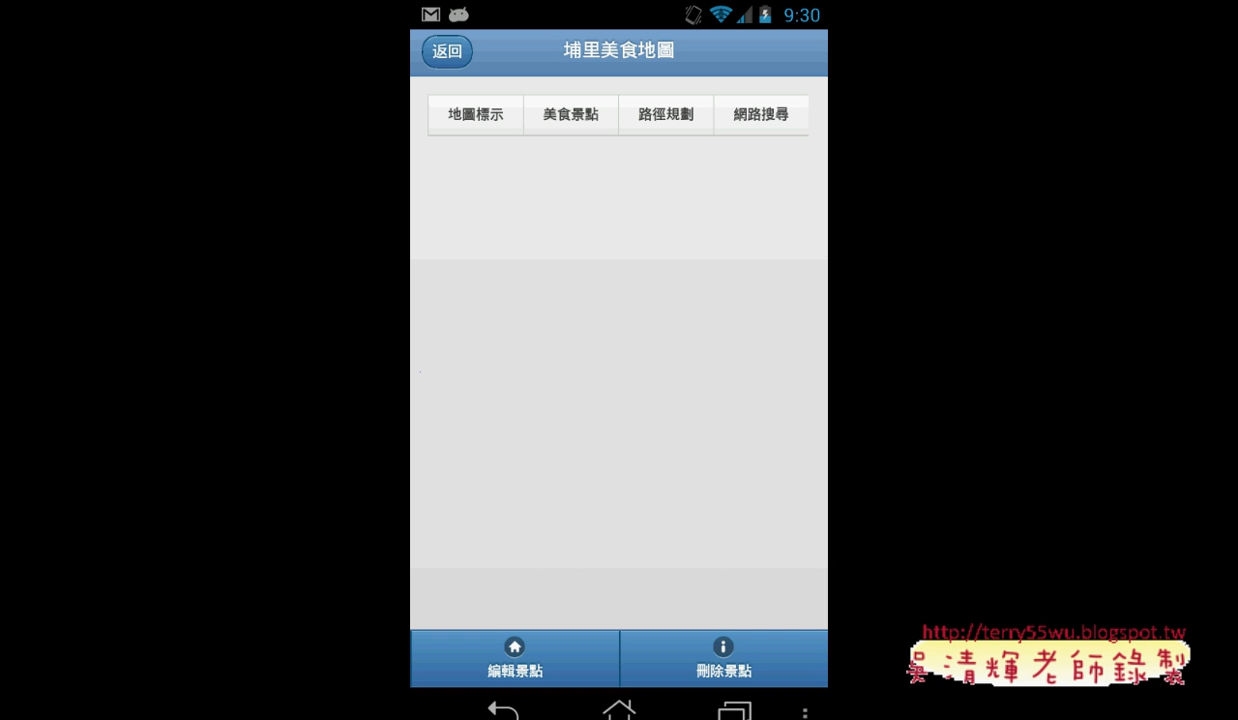 9:30
返回
埔里美食地圖
地圖標示 美食景點 路徑規劃 網路搜尋
編輯景點 刪除景點
http://terry55wu.blogspot.tw
吳清輝老師錄製